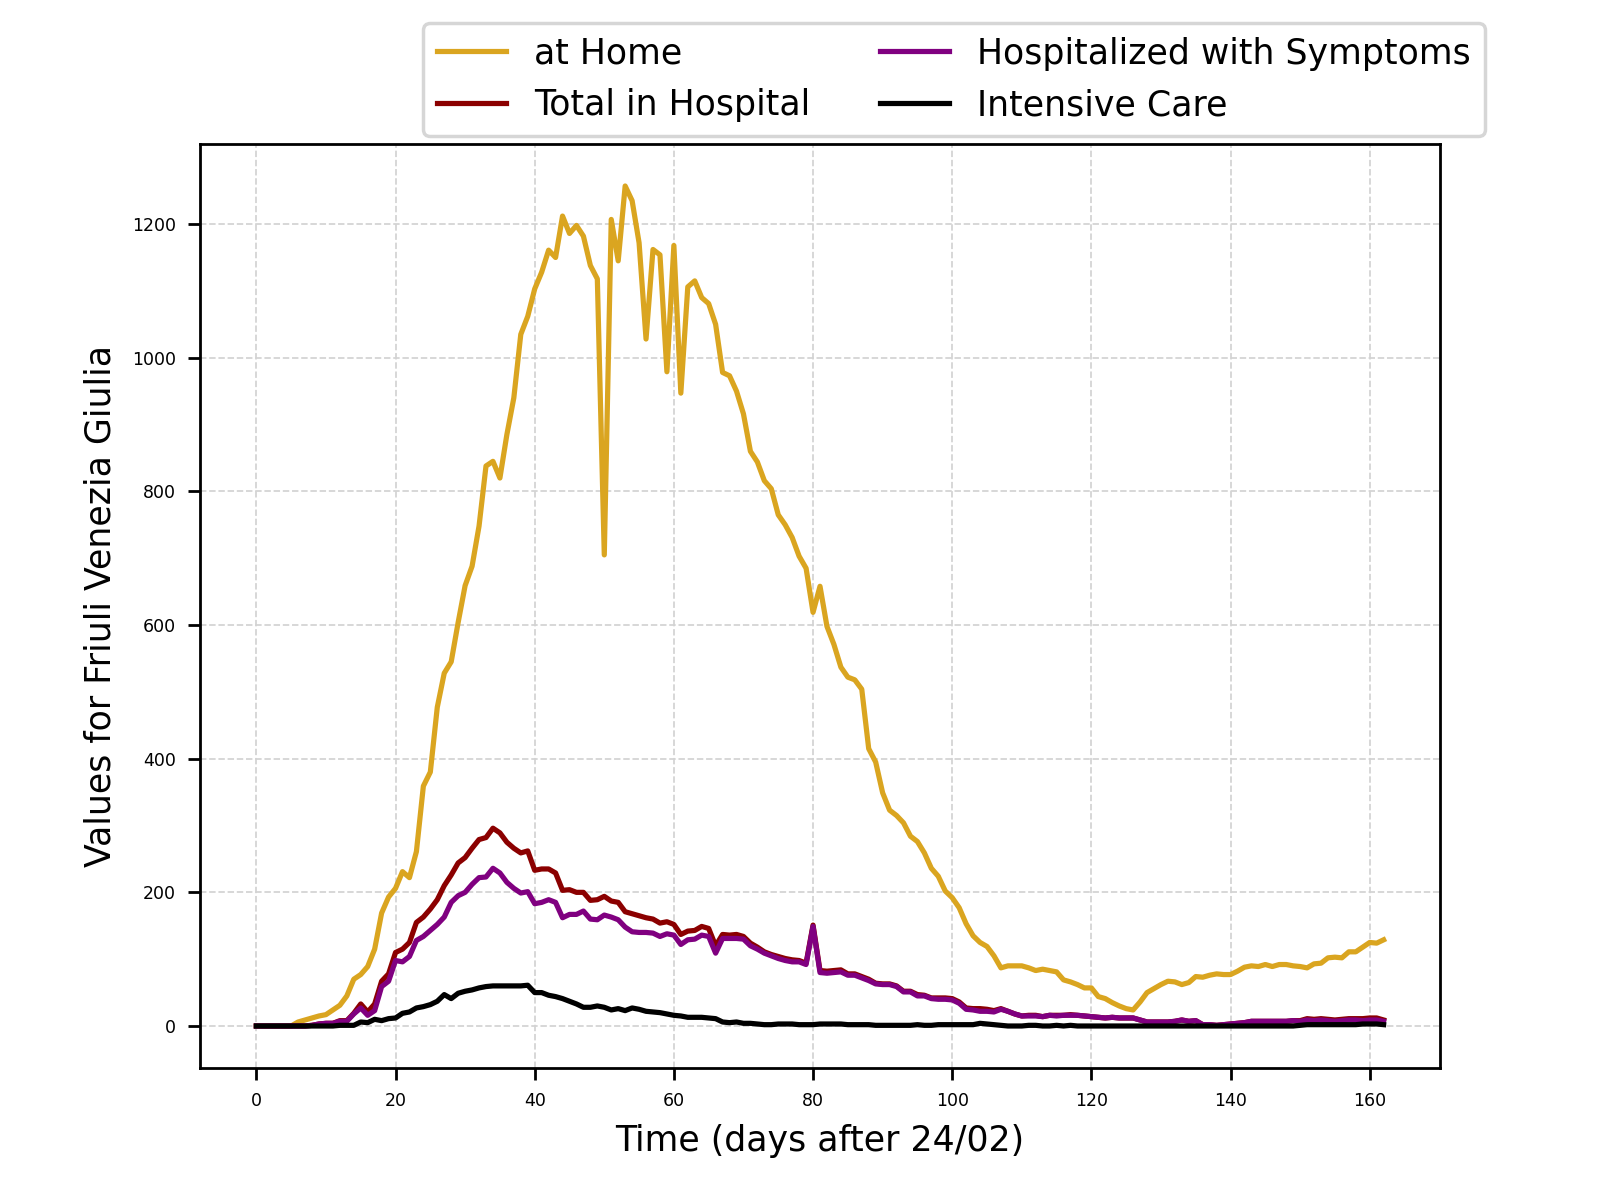 at Home
Total in Hospital
Hospitalized with Symptoms
Intensive Care
Values for Friuli Venezia Giulia
1200
1000
800
600
400
200
0
0 20 40 60 80 100 120 140 160
Time (days after 24/02)